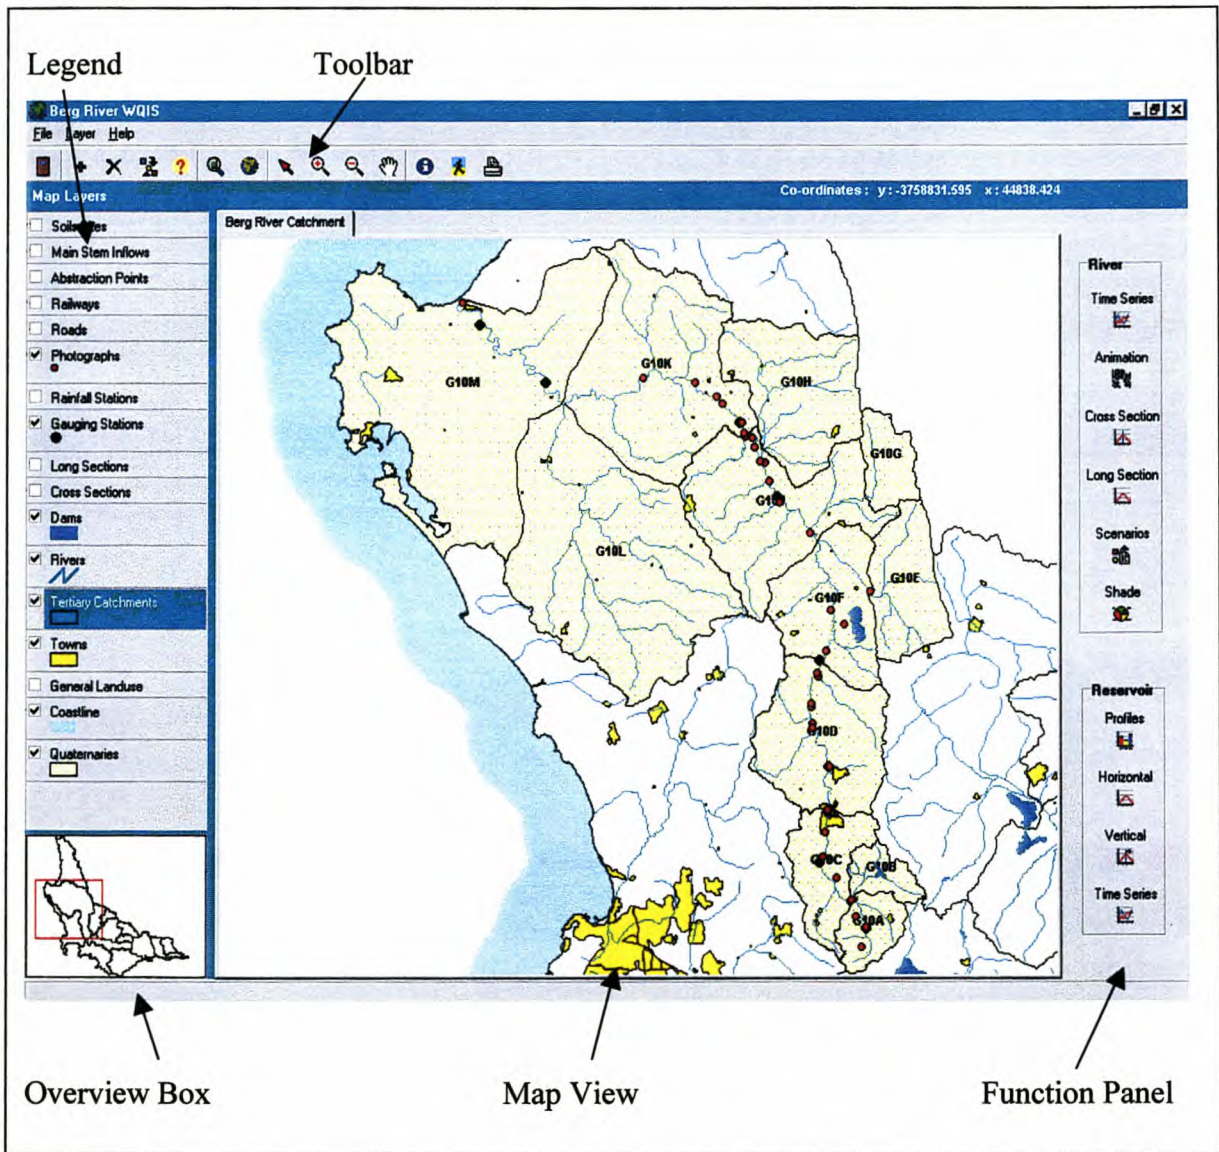 Legend
Toolbar
Berg River WQIS
File Layer Help
Map Layers
Co-ordinates : y : -3758831.595 x : 44838.424
Main Stem Inflows
Abstraction Points
Railways
Roads
Photographs
Rainfall Stations
Gauging Stations
Long Sections
Cross Sections
Dams
Rivers
Tertiary Catchments
Towns
General Landuse
Coastline
Quaternaries
Berg River Catchment
G10M
G10K
G10H
G10G
G10L
G10E
G10F
G10D
G10C
G10B
G10A
River
Time Series
Animation
Cross Section
Long Section
Scenarios
Shade
Reservoir
Profiles
Horizontal
Vertical
Time Series
Overview Box
Map View
Function Panel